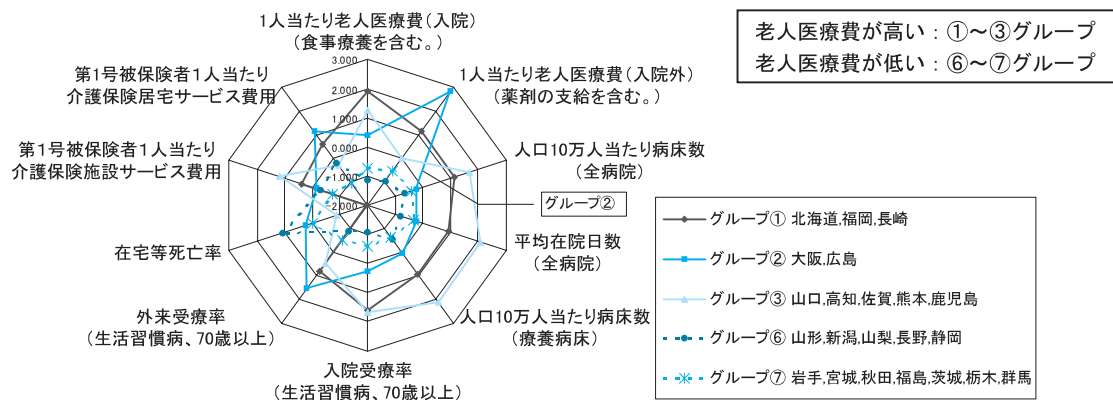 1人当たり老人医療費(入院)
(食事療養を含む。)
1人当たり老人医療費(入院外)
(薬剤の支給を含む。)
人口10万人当たり病床数
(全病院)
平均在院日数
(全病院)
人口10万人当たり病床数
(療養病床)
入院受療率
(生活習慣病、70歳以上)
外来受療率
(生活習慣病、70歳以上)
在宅等死亡率
第1号被保険者1人当たり
介護保険施設サービス費用
第1号被保険者1人当たり
介護保険居宅サービス費用
3.000
2.000
1.000
0.000
-1.000
-2.000
グループ②
老人医療費が高い:①~③グループ
老人医療費が低い:⑥~⑦グループ
グループ① 北海道,福岡,長崎
グループ② 大阪,広島
グループ③ 山口,高知,佐賀,熊本,鹿児島
グループ⑥ 山形,新潟,山梨,長野,静岡
グループ⑦ 岩手,宮城,秋田,福島,茨城,栃木,群馬